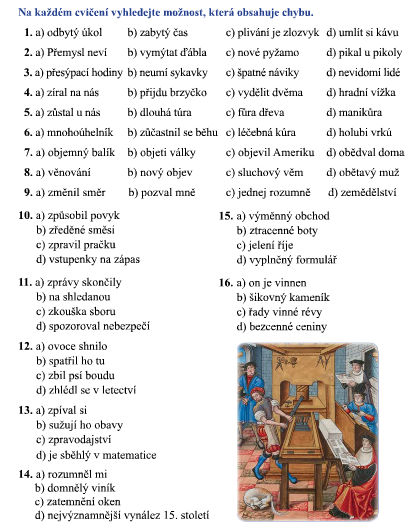 Na každém cvičení vyhledejte možnost, která obsahuje chybu.
1. a) odbytý úkol b) zabytý čas c) plivání je zlozvyk d) umlít si kávu
2. a) Přemysl neví b) vymýtat ďábla c) nové pyžamo d) pikal u pikoly
3. a) přesýpací hodiny b) neumí sykavky c) špatné náviky d) nevidomí lidé
4. a) zíral na nás b) přijdu brzyčko c) vydělit dvěma d) hradní vížka
5. a) zůstal u nás b) dlouhá túra c) fůra dřeva d) manikůra
6. a) mnohoúhelník b) zůčastnil se běhu c) léčebná kúra d) holubi vrkú
7. a) objemný balík b) objeti války c) objevil Ameriku d) obědval doma
8. a) věnování b) nový objev c) sluchový věm d) obětavý muž
9. a) změnil směr b) pozval mně c) jednej rozumně d) zemědělství
10. a) způsobil povyk
b) zředěné směsi
c) zpravil pračku
d) vstupenky na zápas
11. a) zprávy skončily
b) na shledanou
c) zkouška sboru
d) spozoroval nebezpečí
12. a) ovoce shnilo
b) spatřil ho tu
c) zbil psí boudu
d) zhlédl se v letectví
13. a) zpíval si
b) sužují ho obavy
c) zpravodajství
d) je sběhlý v matematice
14. a) rozumněl mi
b) domnělý viník
c) zatemnění oken
d) nejvýznamnější vynález 15. století
15. a) výměnný obchod
b) ztracenné boty
c) jelení říje
d) vyplněný formulář
16. a) on je vinnen
b) šikovný kameník
c) řady vinné révy
d) bezcenné ceniny